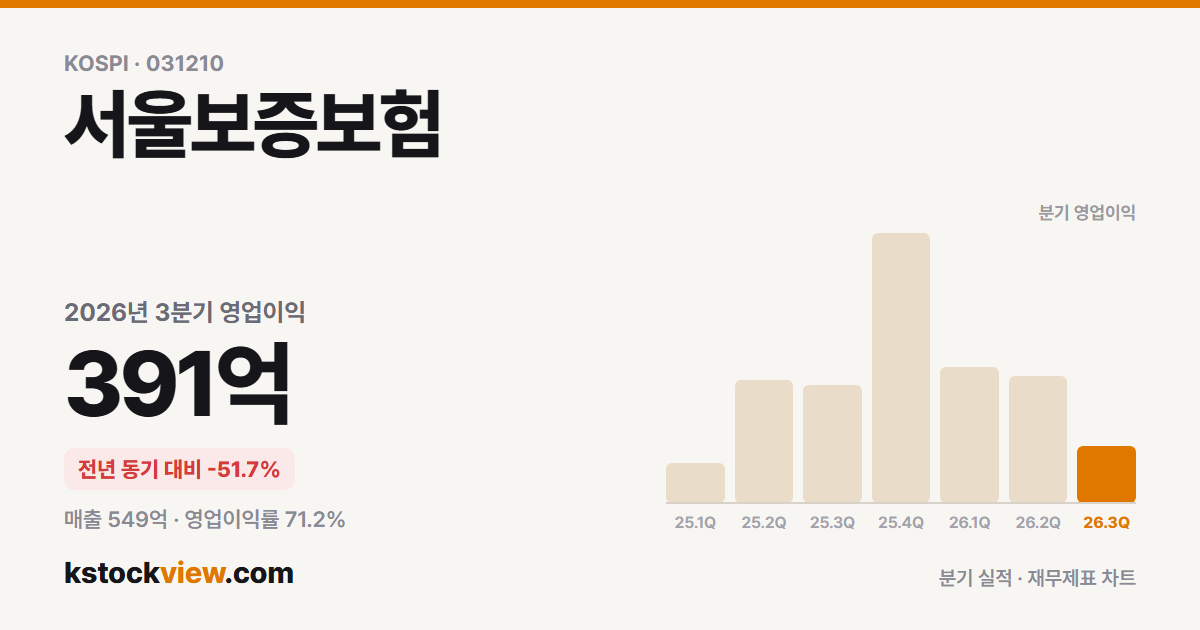 KOSPI · 031210
서울보증보험
분기 영업이익
2026년 3분기 영업이익
391억
전년 동기 대비 -51.7%
매출 549억 · 영업이익률 71.2%
25.1Q 25.2Q 25.3Q 25.4Q 26.1Q 26.2Q 26.3Q
kstockview.com
분기 실적 · 재무제표 차트